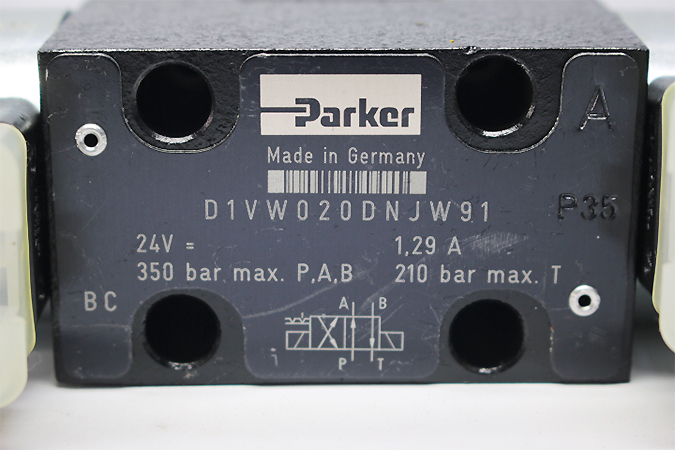 Parker
A
Made in Germany
D1VW020DNJW91
P35
24V = 1,29 A
350 bar max. P,A,B 210 bar max. T
BC
A B
P T